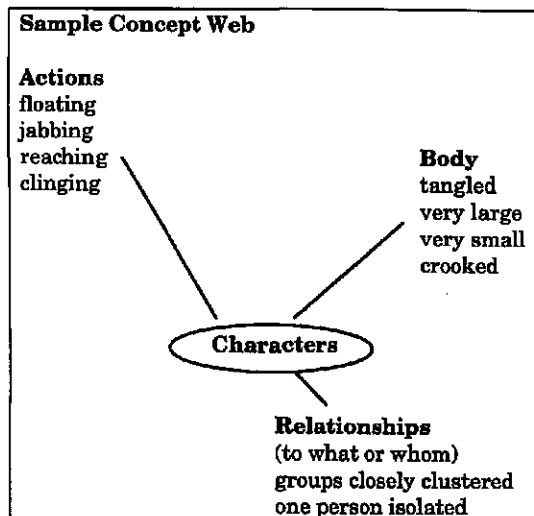 Sample Concept Web
Actions
floating
jabbing
reaching
clinging
Body
tangled
very large
very small
crooked
Characters
Relationships
(to what or whom)
groups closely clustered
one person isolated